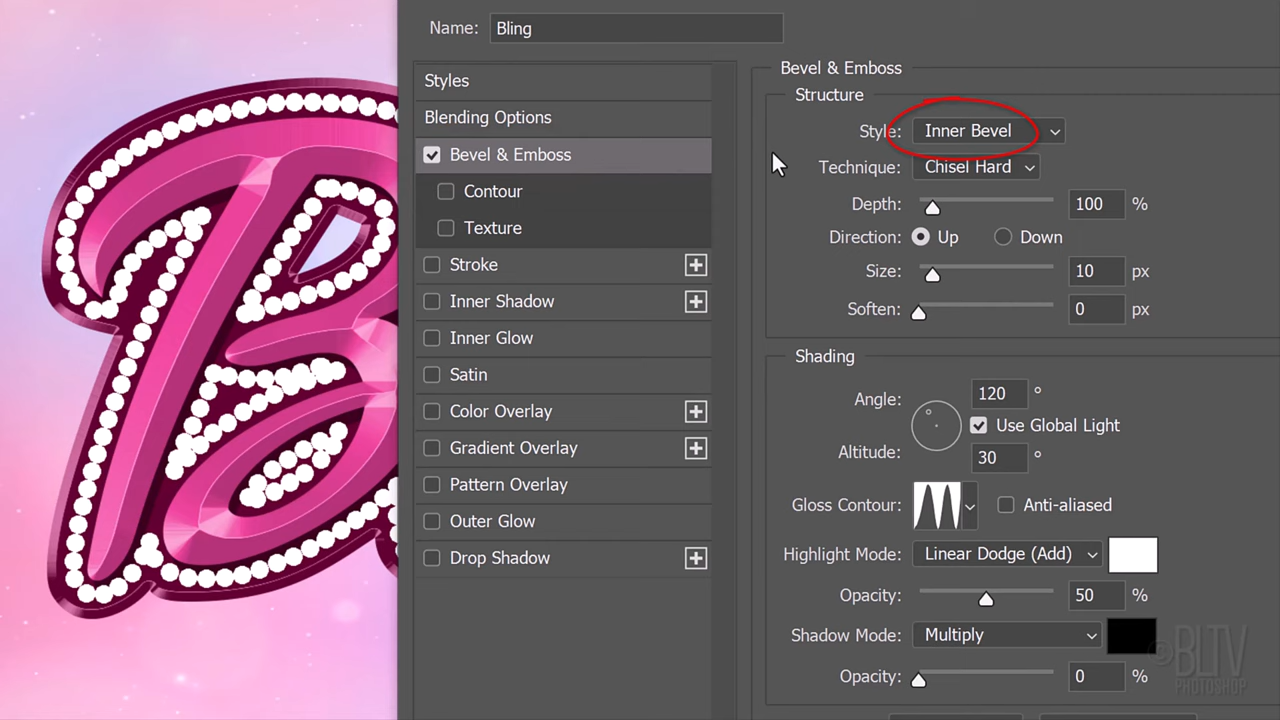 Name: Bling
Styles
Blending Options
Bevel & Emboss
Contour
Texture
Stroke
Inner Shadow
Inner Glow
Satin
Color Overlay
Gradient Overlay
Pattern Overlay
Outer Glow
Drop Shadow
Bevel & Emboss
Structure
Style: Inner Bevel
Technique: Chisel Hard
Depth: 100 %
Direction: Up Down
Size: 10 px
Soften: 0 px
Shading
Angle: 120 °
Use Global Light
Altitude: 30 °
Gloss Contour: Anti-aliased
Highlight Mode: Linear Dodge (Add)
Opacity: 50 %
Shadow Mode: Multiply
Opacity: 0 %
B
©BLTV
PHOTOSHOP